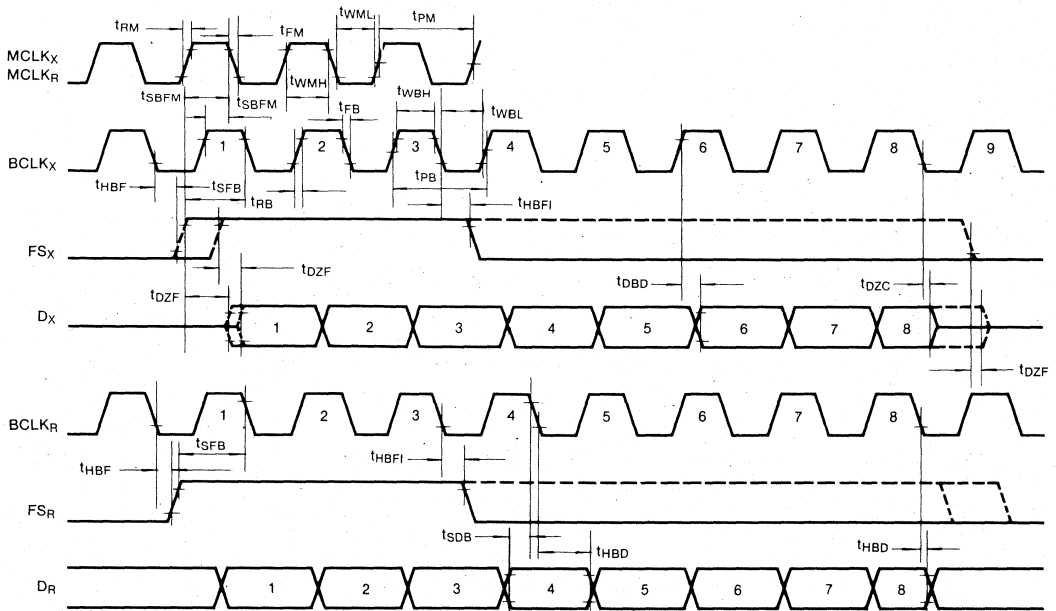 tRM tFM tWML tPM
MCLKX
MCLKR
tSBFM tSBFM tWMH
tFB tWBH tWBL
BCLKX 1 2 3 4 5 6 7 8 9
tHBF tSFB tRB tPB tHBFI
FSX
tDZF tDZF tDBD tDZC
DX 1 2 3 4 5 6 7 8
tDZF
BCLKR 1 2 3 4 5 6 7 8
tHBF tSFB tHBFI
FSR
tSDB tHBD tHBD
DR 1 2 3 4 5 6 7 8